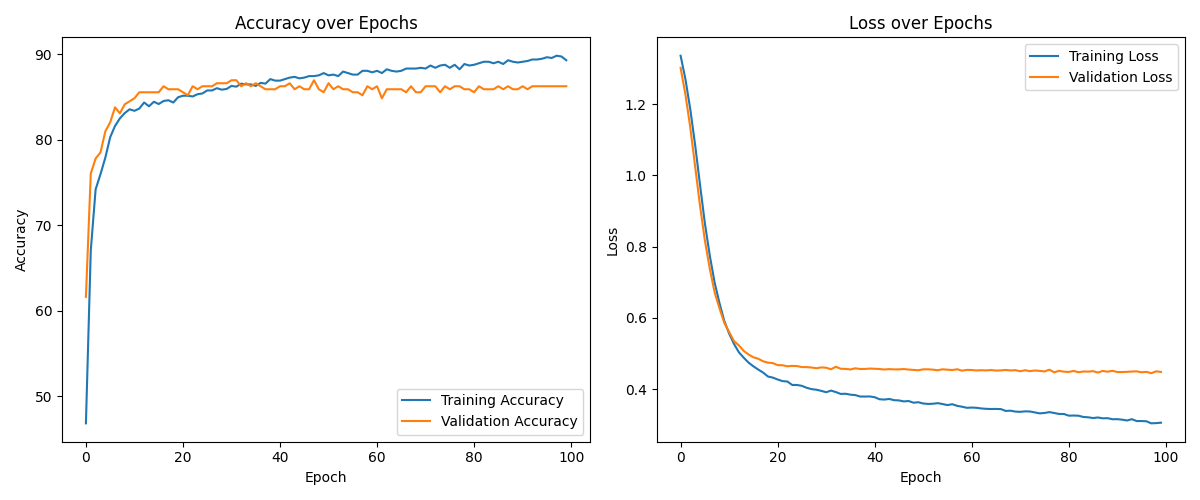 Accuracy over Epochs
90
80
70
60
50
Accuracy
0 20 40 60 80 100
Epoch
Training Accuracy
Validation Accuracy
Loss over Epochs
1.2
1.0
0.8
0.6
0.4
Loss
0 20 40 60 80 100
Epoch
Training Loss
Validation Loss